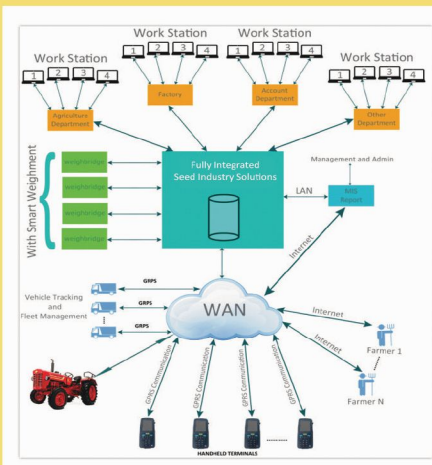 Work Station
Work Station
Work Station
Work Station
1 2 3 4
1 2 3 4
1 2 3 4
1 2 3 4
Agriculture
Department
Factory
Account
Department
Other
Department
With Smart Weighment
weighbridge
weighbridge
weighbridge
weighbridge
Fully Integrated
Seed Industry Solutions
Management and Admin
LAN
MIS
Report
Internet
Vehicle Tracking
and
Fleet Management
GRPS
GRPS
GRPS
WAN
Internet
Internet
Farmer 1
Farmer N
GPRS Communication
GPRS Communication
GPRS Communication
GPRS Communication
HANDHELD TERMINALS